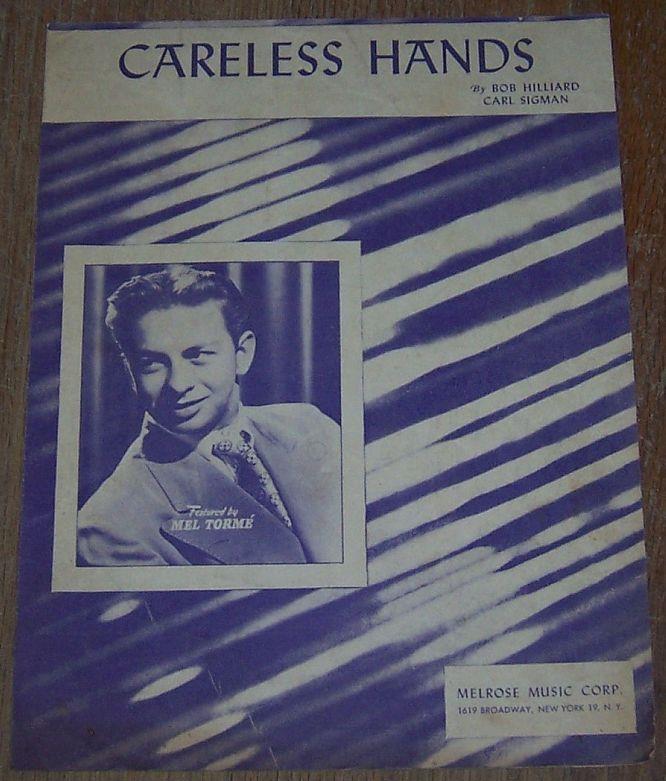 CARELESS HANDS
By BOB HILLIARD
CARL SIGMAN
Featured by
MEL TORMÉ
MELROSE MUSIC CORP.
1619 BROADWAY, NEW YORK 19, N. Y.